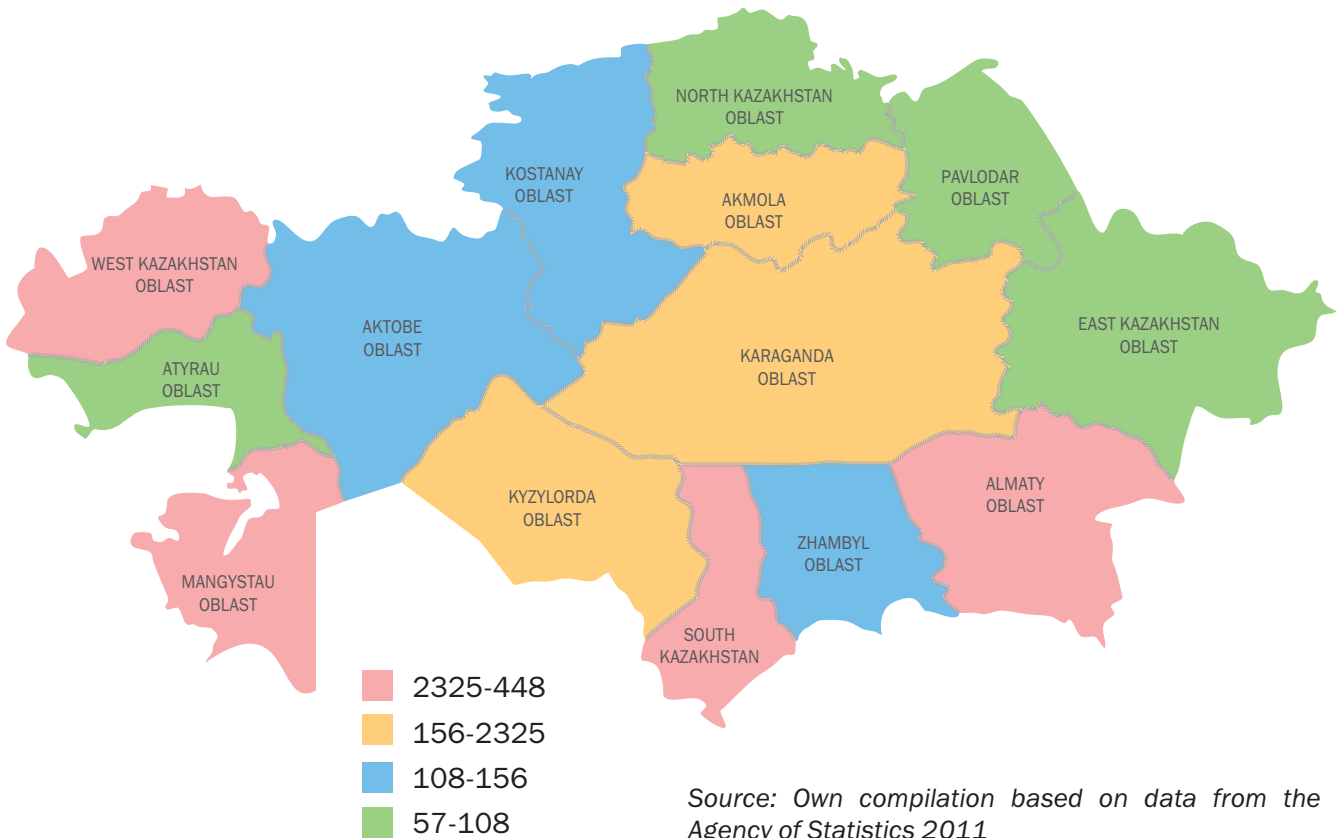 NORTH KAZAKHSTAN
OBLAST
KOSTANAY
OBLAST
PAVLODAR
OBLAST
AKMOLA
OBLAST
WEST KAZAKHSTAN
OBLAST
AKTOBE
OBLAST
EAST KAZAKHSTAN
OBLAST
ATYRAU
OBLAST
KARAGANDA
OBLAST
KYZYLORDA
OBLAST
ALMATY
OBLAST
ZHAMBYL
OBLAST
MANGYSTAU
OBLAST
SOUTH
KAZAKHSTAN
2325-448
156-2325
108-156
57-108
Source: Own compilation based on data from the
Agency of Statistics 2011